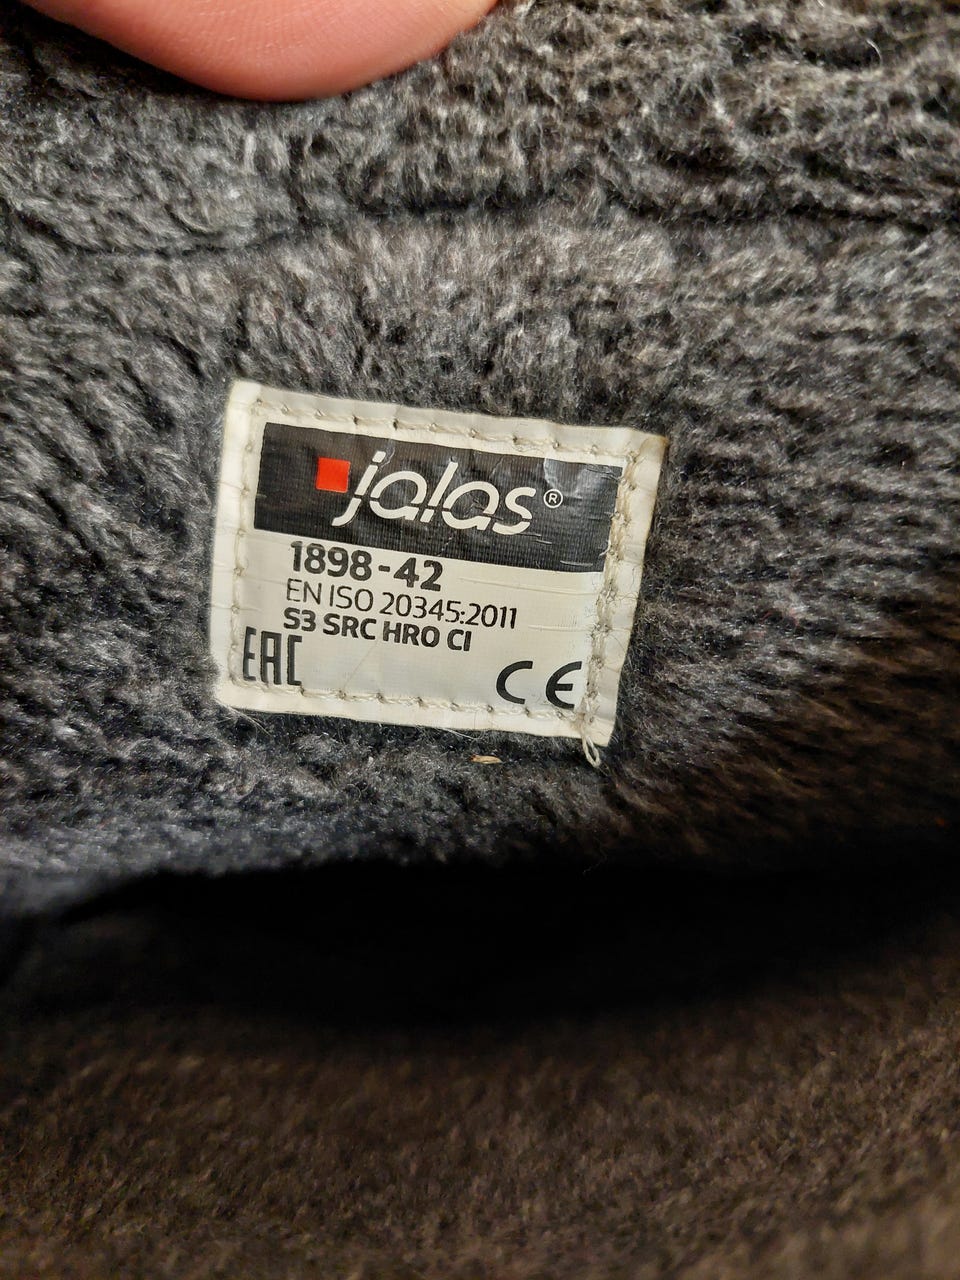 jalas®
1898-42
EN ISO 20345:2011
S3 SRC HRO CI
EAC CE